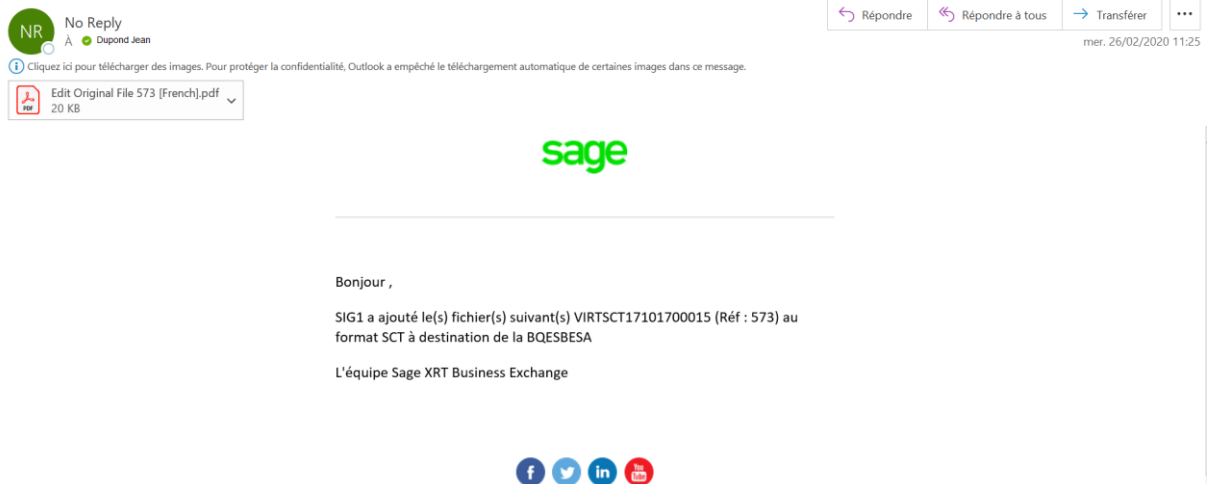 NR
No Reply
À Dupond Jean
Répondre
Répondre à tous
Transférer
mer. 26/02/2020 11:25
Cliquez ici pour télécharger des images. Pour protéger la confidentialité, Outlook a empêché le téléchargement automatique de certaines images dans ce message.
PDF
Edit Original File 573 [French].pdf
20 KB
sage
Bonjour ,
SIG1 a ajouté le(s) fichier(s) suivant(s) VIRTSCT17101700015 (Réf : 573) au
format SCT à destination de la BQESBESA
L'équipe Sage XRT Business Exchange
f
in
You
Tube